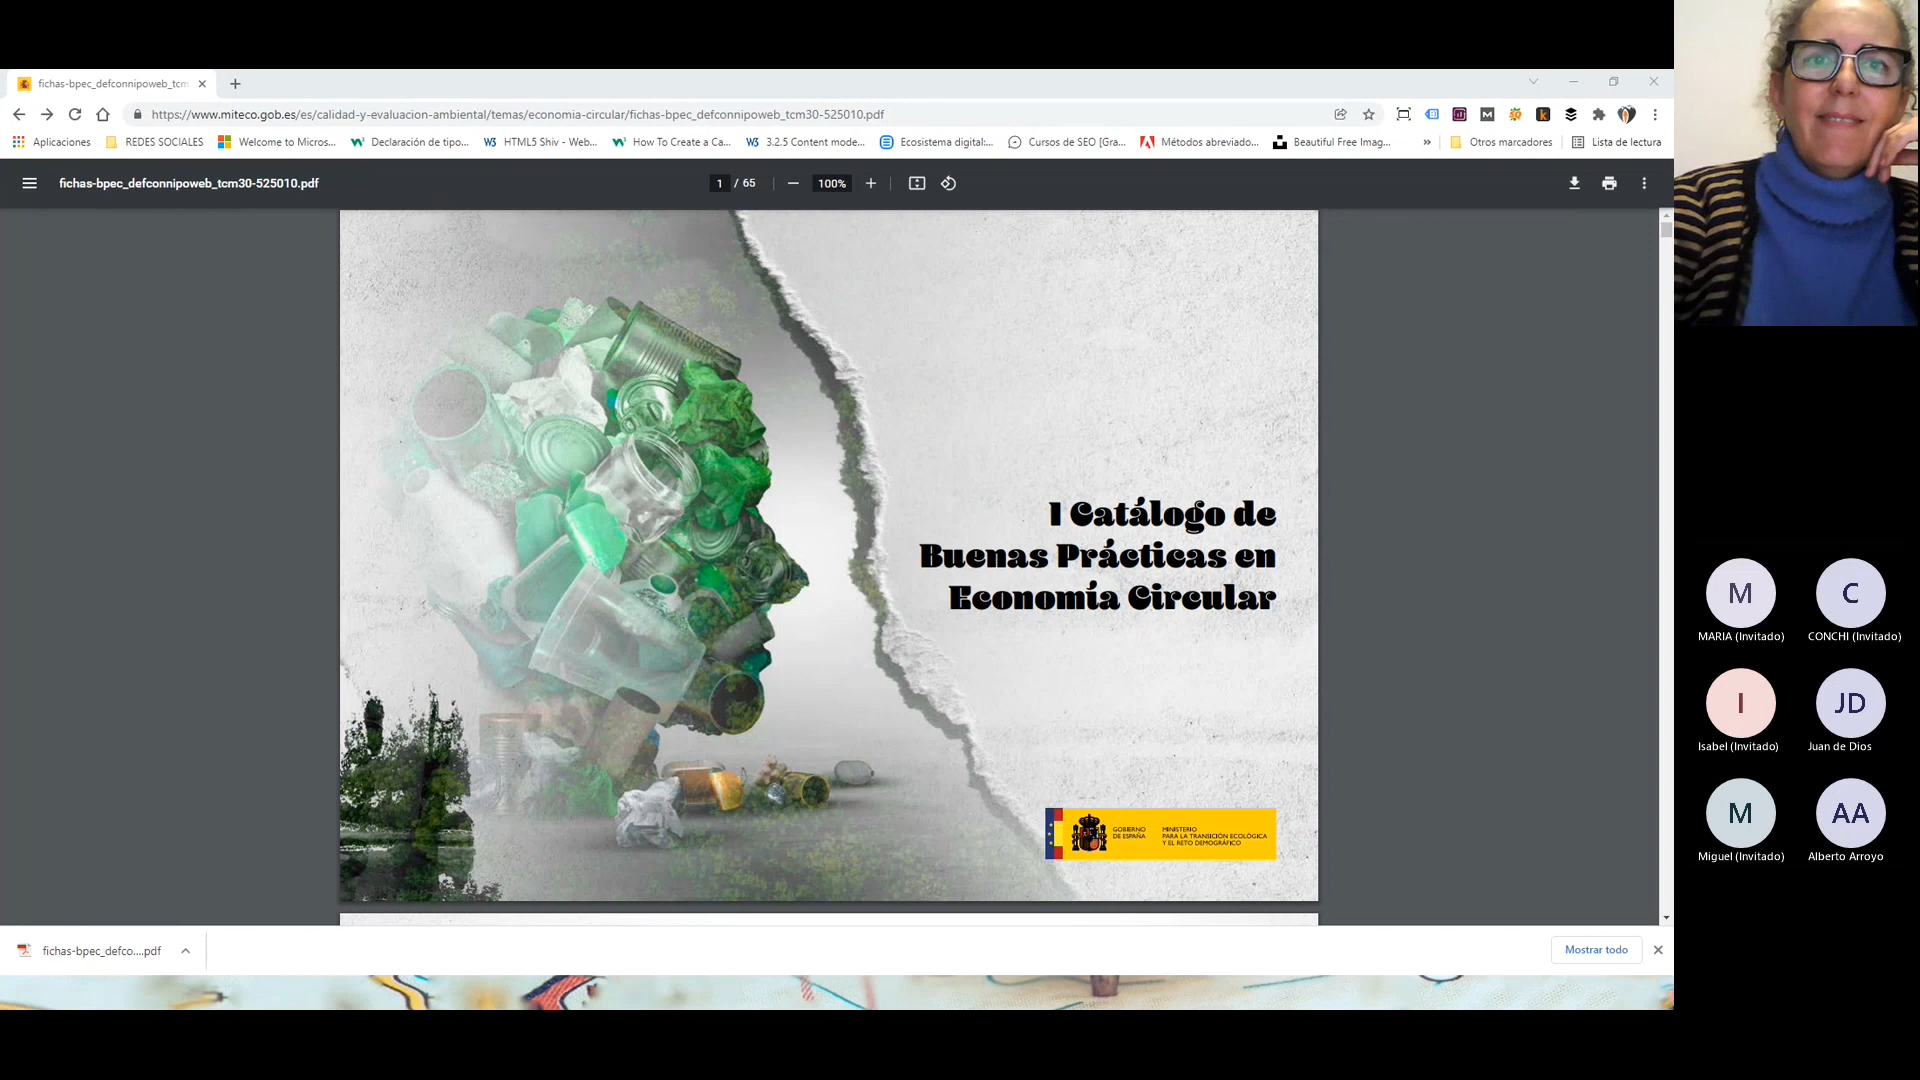 fichas-bpec_defconnipoweb_tcm
https://www.miteco.gob.es/es/calidad-y-evaluacion-ambiental/temas/economia-circular/fichas-bpec_defconnipoweb_tcm30-525010.pdf
Aplicaciones REDES SOCIALES Welcome to Micros... Declaración de tipo... HTML5 Shiv - Web... How To Create a Ca... 3.2.5 Content mode... Ecosistema digital:... Cursos de SEO [Gra... Métodos abreviado... Beautiful Free Imag... » Otros marcadores Lista de lectura
fichas-bpec_defconnipoweb_tcm30-525010.pdf 1 / 65 100%
I Catálogo de
Buenas Prácticas en
Economía Circular
GOBIERNO
DE ESPAÑA
MINISTERIO
PARA LA TRANSICIÓN ECOLÓGICA
Y EL RETO DEMOGRÁFICO
fichas-bpec_defco....pdf Mostrar todo
M C
MARIA (Invitado) CONCHI (Invitado)
I JD
Isabel (Invitado) Juan de Dios
M AA
Miguel (Invitado) Alberto Arroyo